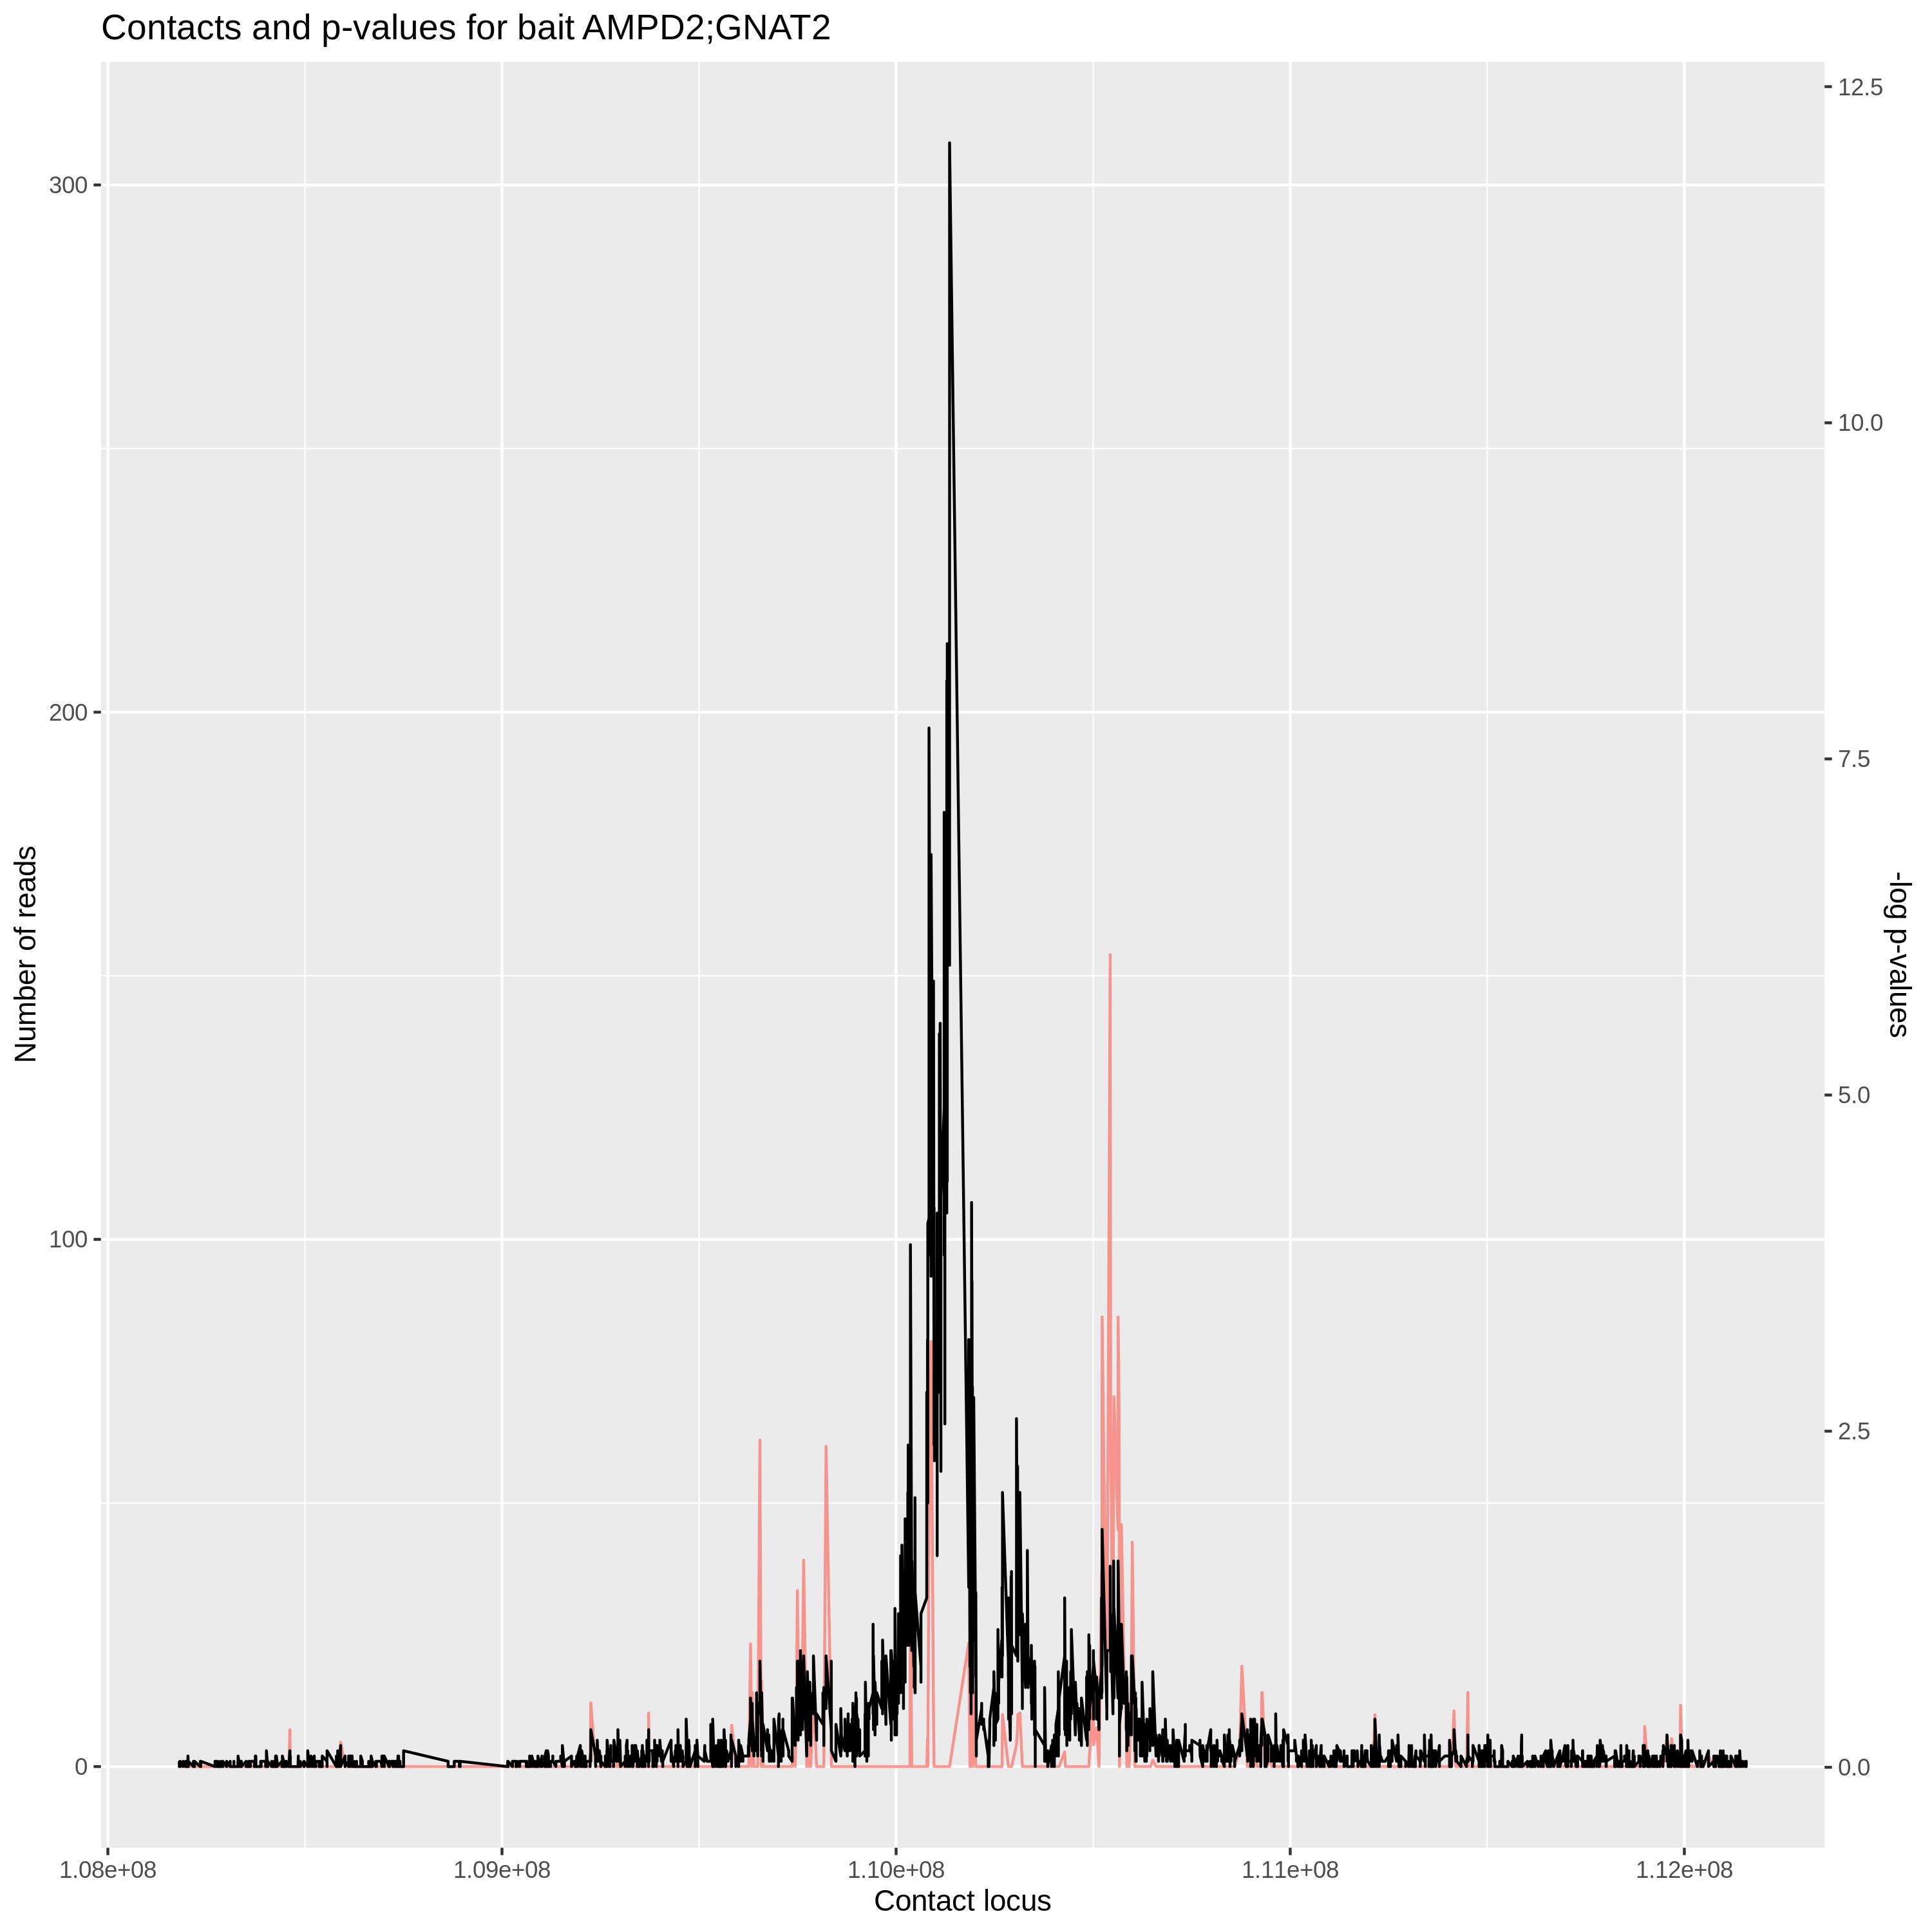 Contacts and p-values for bait AMPD2;GNAT2
12.5
300
10.0
200
7.5
Number of reads
-log p-values
5.0
100
2.5
0
0.0
1.08e+08 1.09e+08 1.10e+08 1.11e+08 1.12e+08
Contact locus